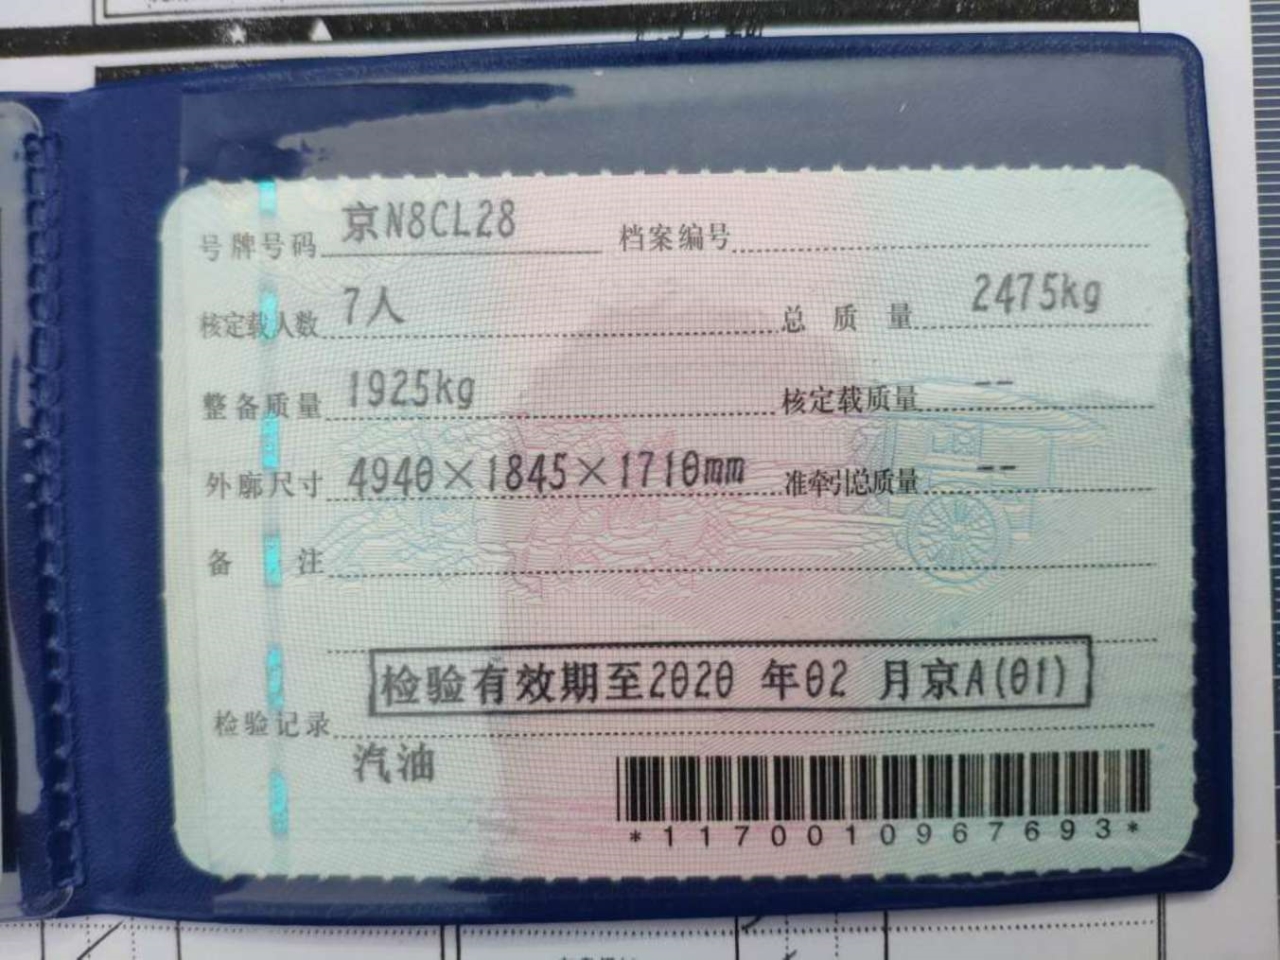 号牌号码 京N8CL28 档案编号
核定载人数 7人 总质量 2475kg
整备质量 1925kg 核定载质量 --
外廓尺寸 4940×1845×1710mm 准牵引总质量 --
备注
检验有效期至2020 年02 月京A(01)
检验记录
汽油
*1170010967693*